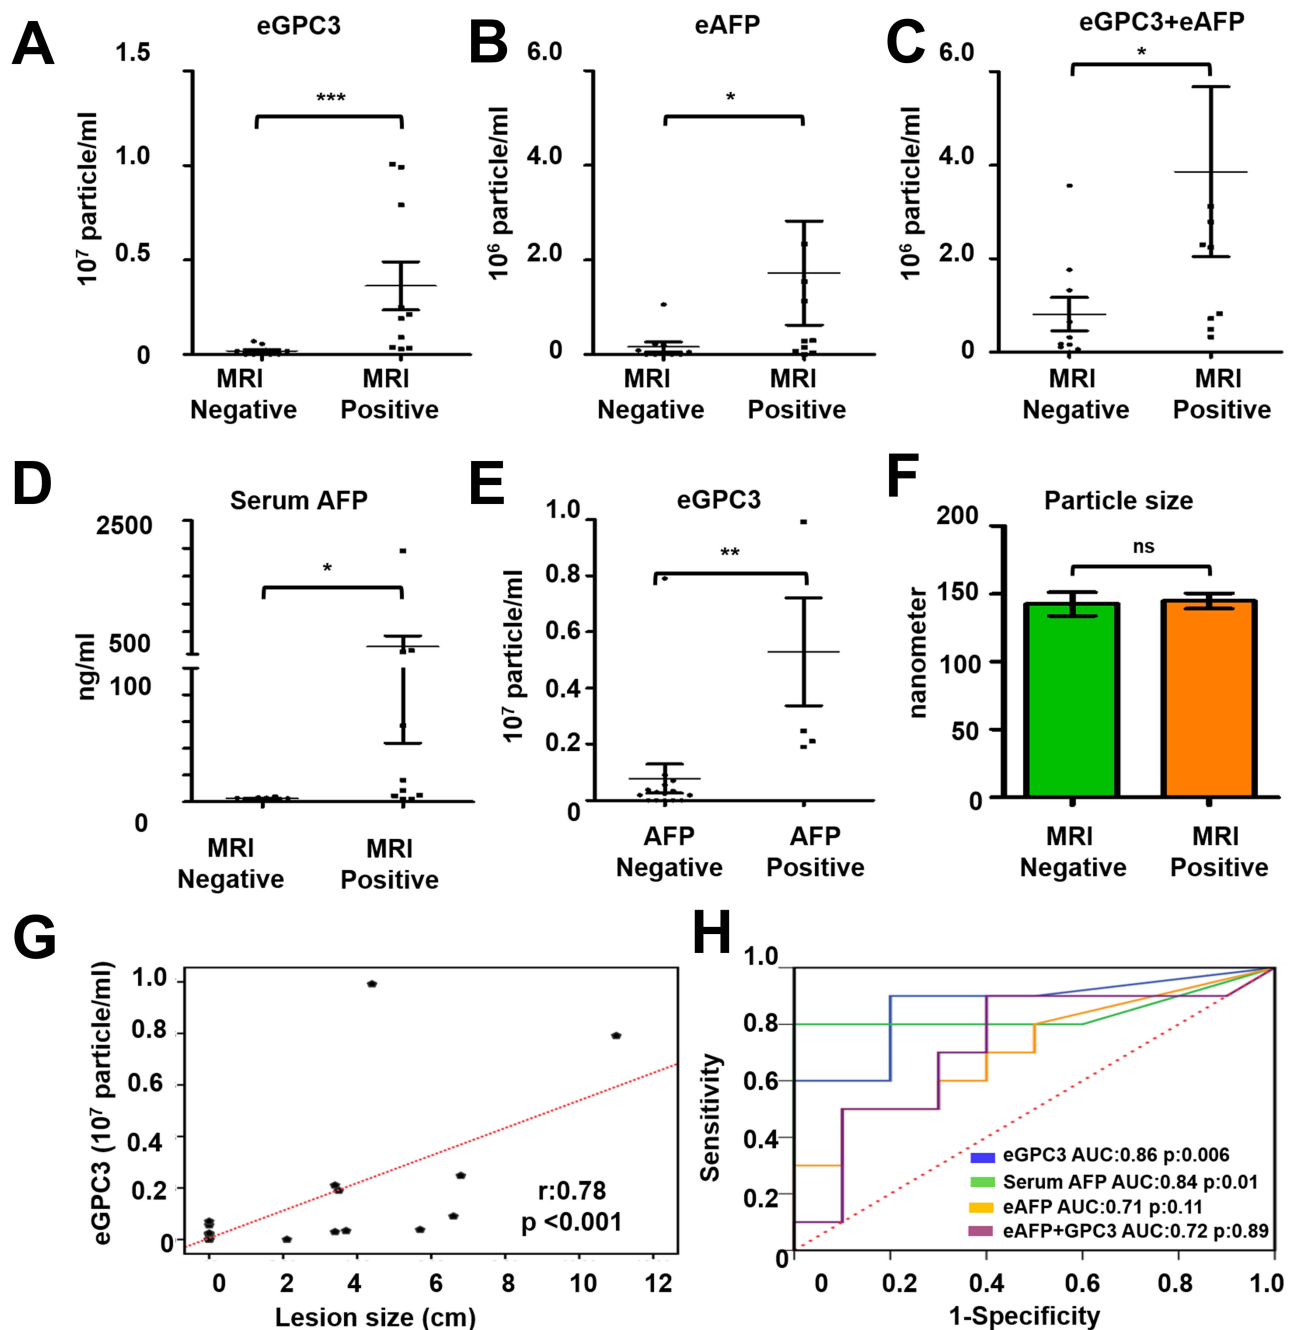 A
eGPC3
1.5
1.0
0.5
0
10⁷ particle/ml
***
MRI
Negative
MRI
Positive
B
eAFP
6.0
4.0
2.0
0
10⁶ particle/ml
*
MRI
Negative
MRI
Positive
C
eGPC3+eAFP
6.0
4.0
2.0
0
10⁶ particle/ml
*
MRI
Negative
MRI
Positive
D
Serum AFP
2500
500
100
0
ng/ml
*
MRI
Negative
MRI
Positive
E
eGPC3
1.0
0.8
0.6
0.4
0.2
0
10⁷ particle/ml
**
AFP
Negative
AFP
Positive
F
Particle size
200
150
100
50
0
nanometer
ns
MRI
Negative
MRI
Positive
G
eGPC3 (10⁷ particle/ml)
1.0
0.8
0.6
0.4
0.2
0
r:0.78
p <0.001
0 2 4 6 8 10 12
Lesion size (cm)
H
Sensitivity
1.0
0.8
0.6
0.4
0.2
0
eGPC3 AUC:0.86 p:0.006
Serum AFP AUC:0.84 p:0.01
eAFP AUC:0.71 p:0.11
eAFP+GPC3 AUC:0.72 p:0.89
0 0.2 0.4 0.6 0.8 1.0
1-Specificity